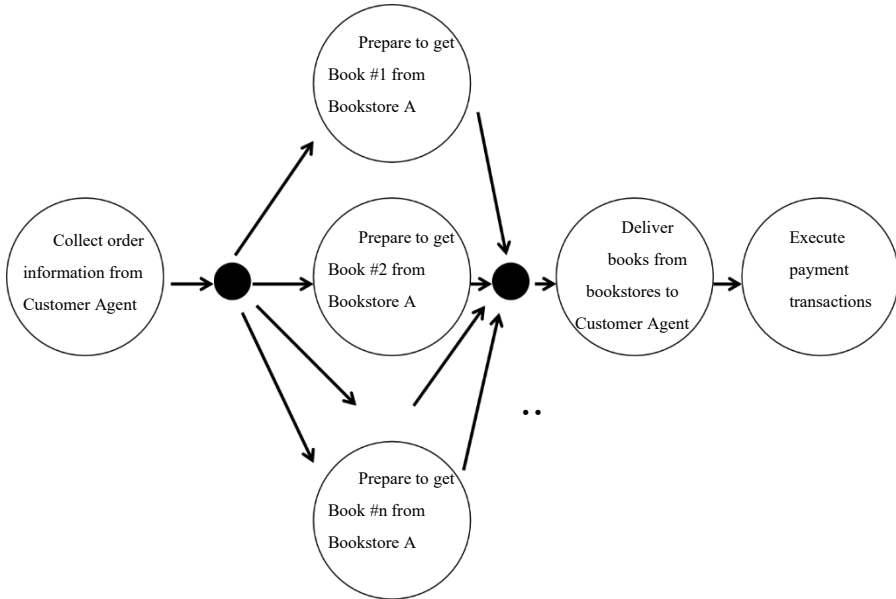 Prepare to get
Book #1 from
Bookstore A
Collect order
information from
Customer Agent
Prepare to get
Book #2 from
Bookstore A
Deliver
books from
bookstores to
Customer Agent
Execute
payment
transactions
..
Prepare to get
Book #n from
Bookstore A